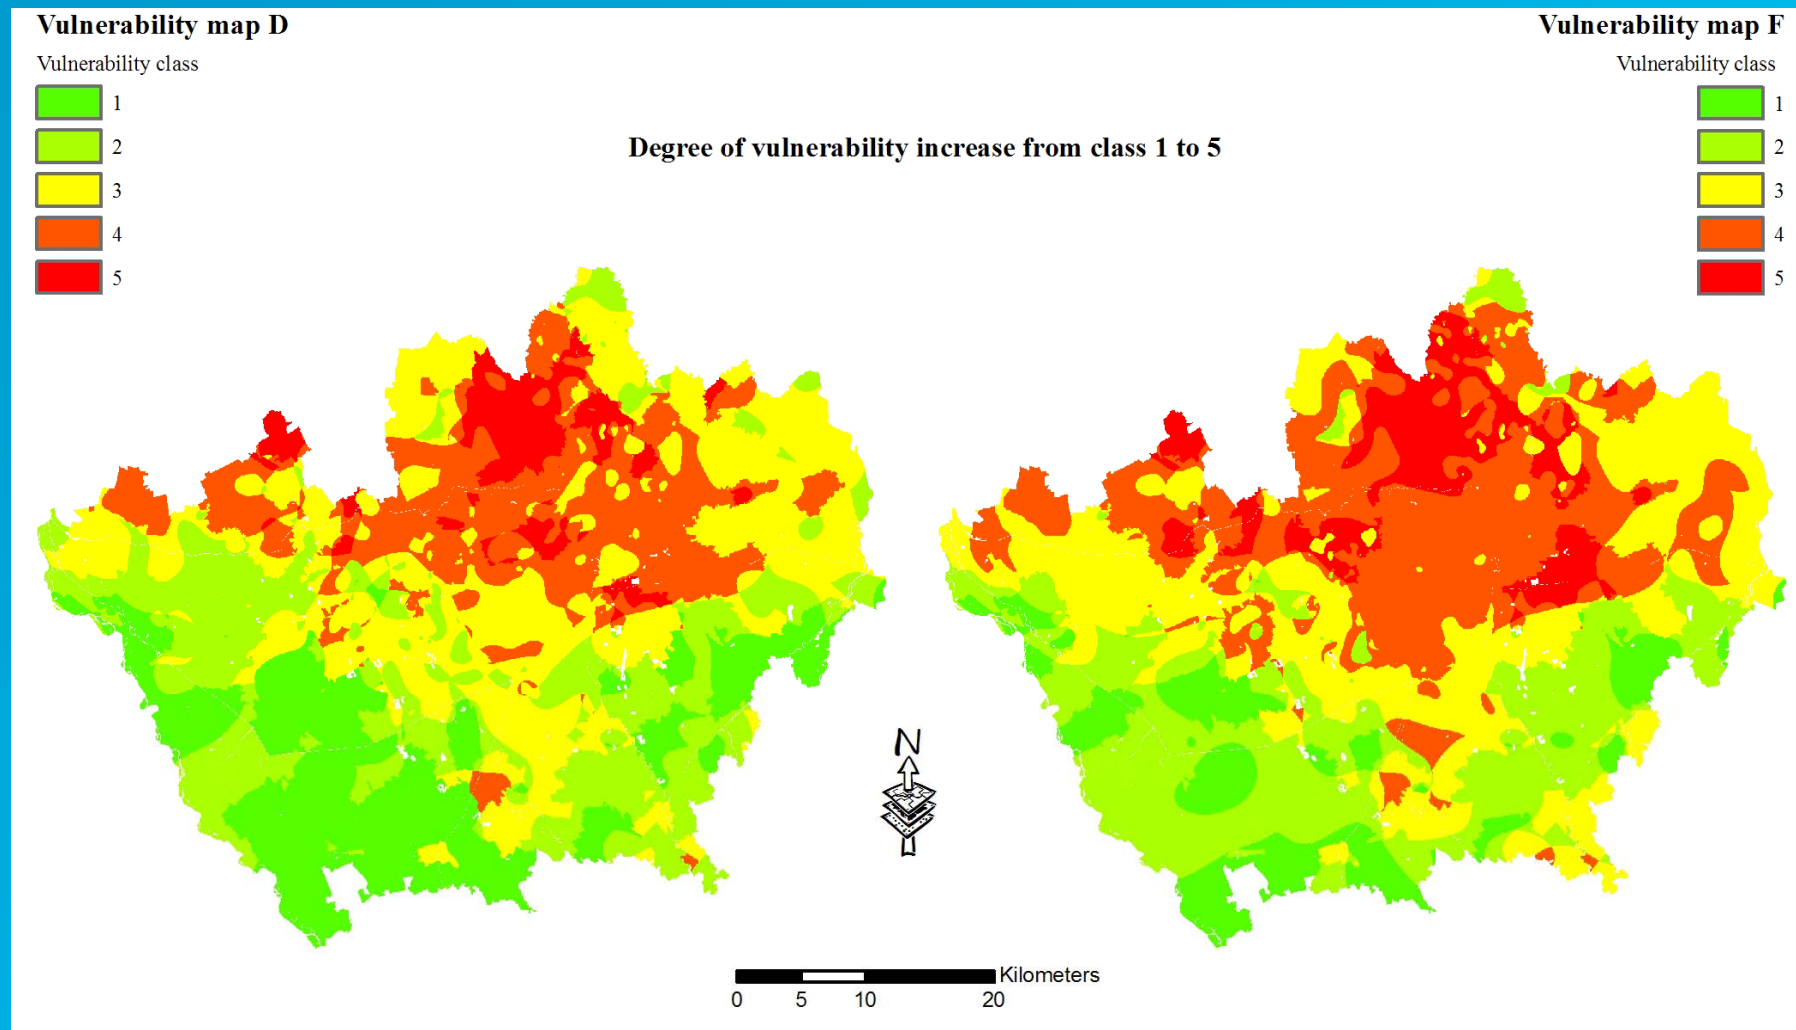 Vulnerability map D
Vulnerability class
1
2
3
4
5
Vulnerability map F
Vulnerability class
1
2
3
4
5
Degree of vulnerability increase from class 1 to 5
N
Kilometers
0 5 10 20